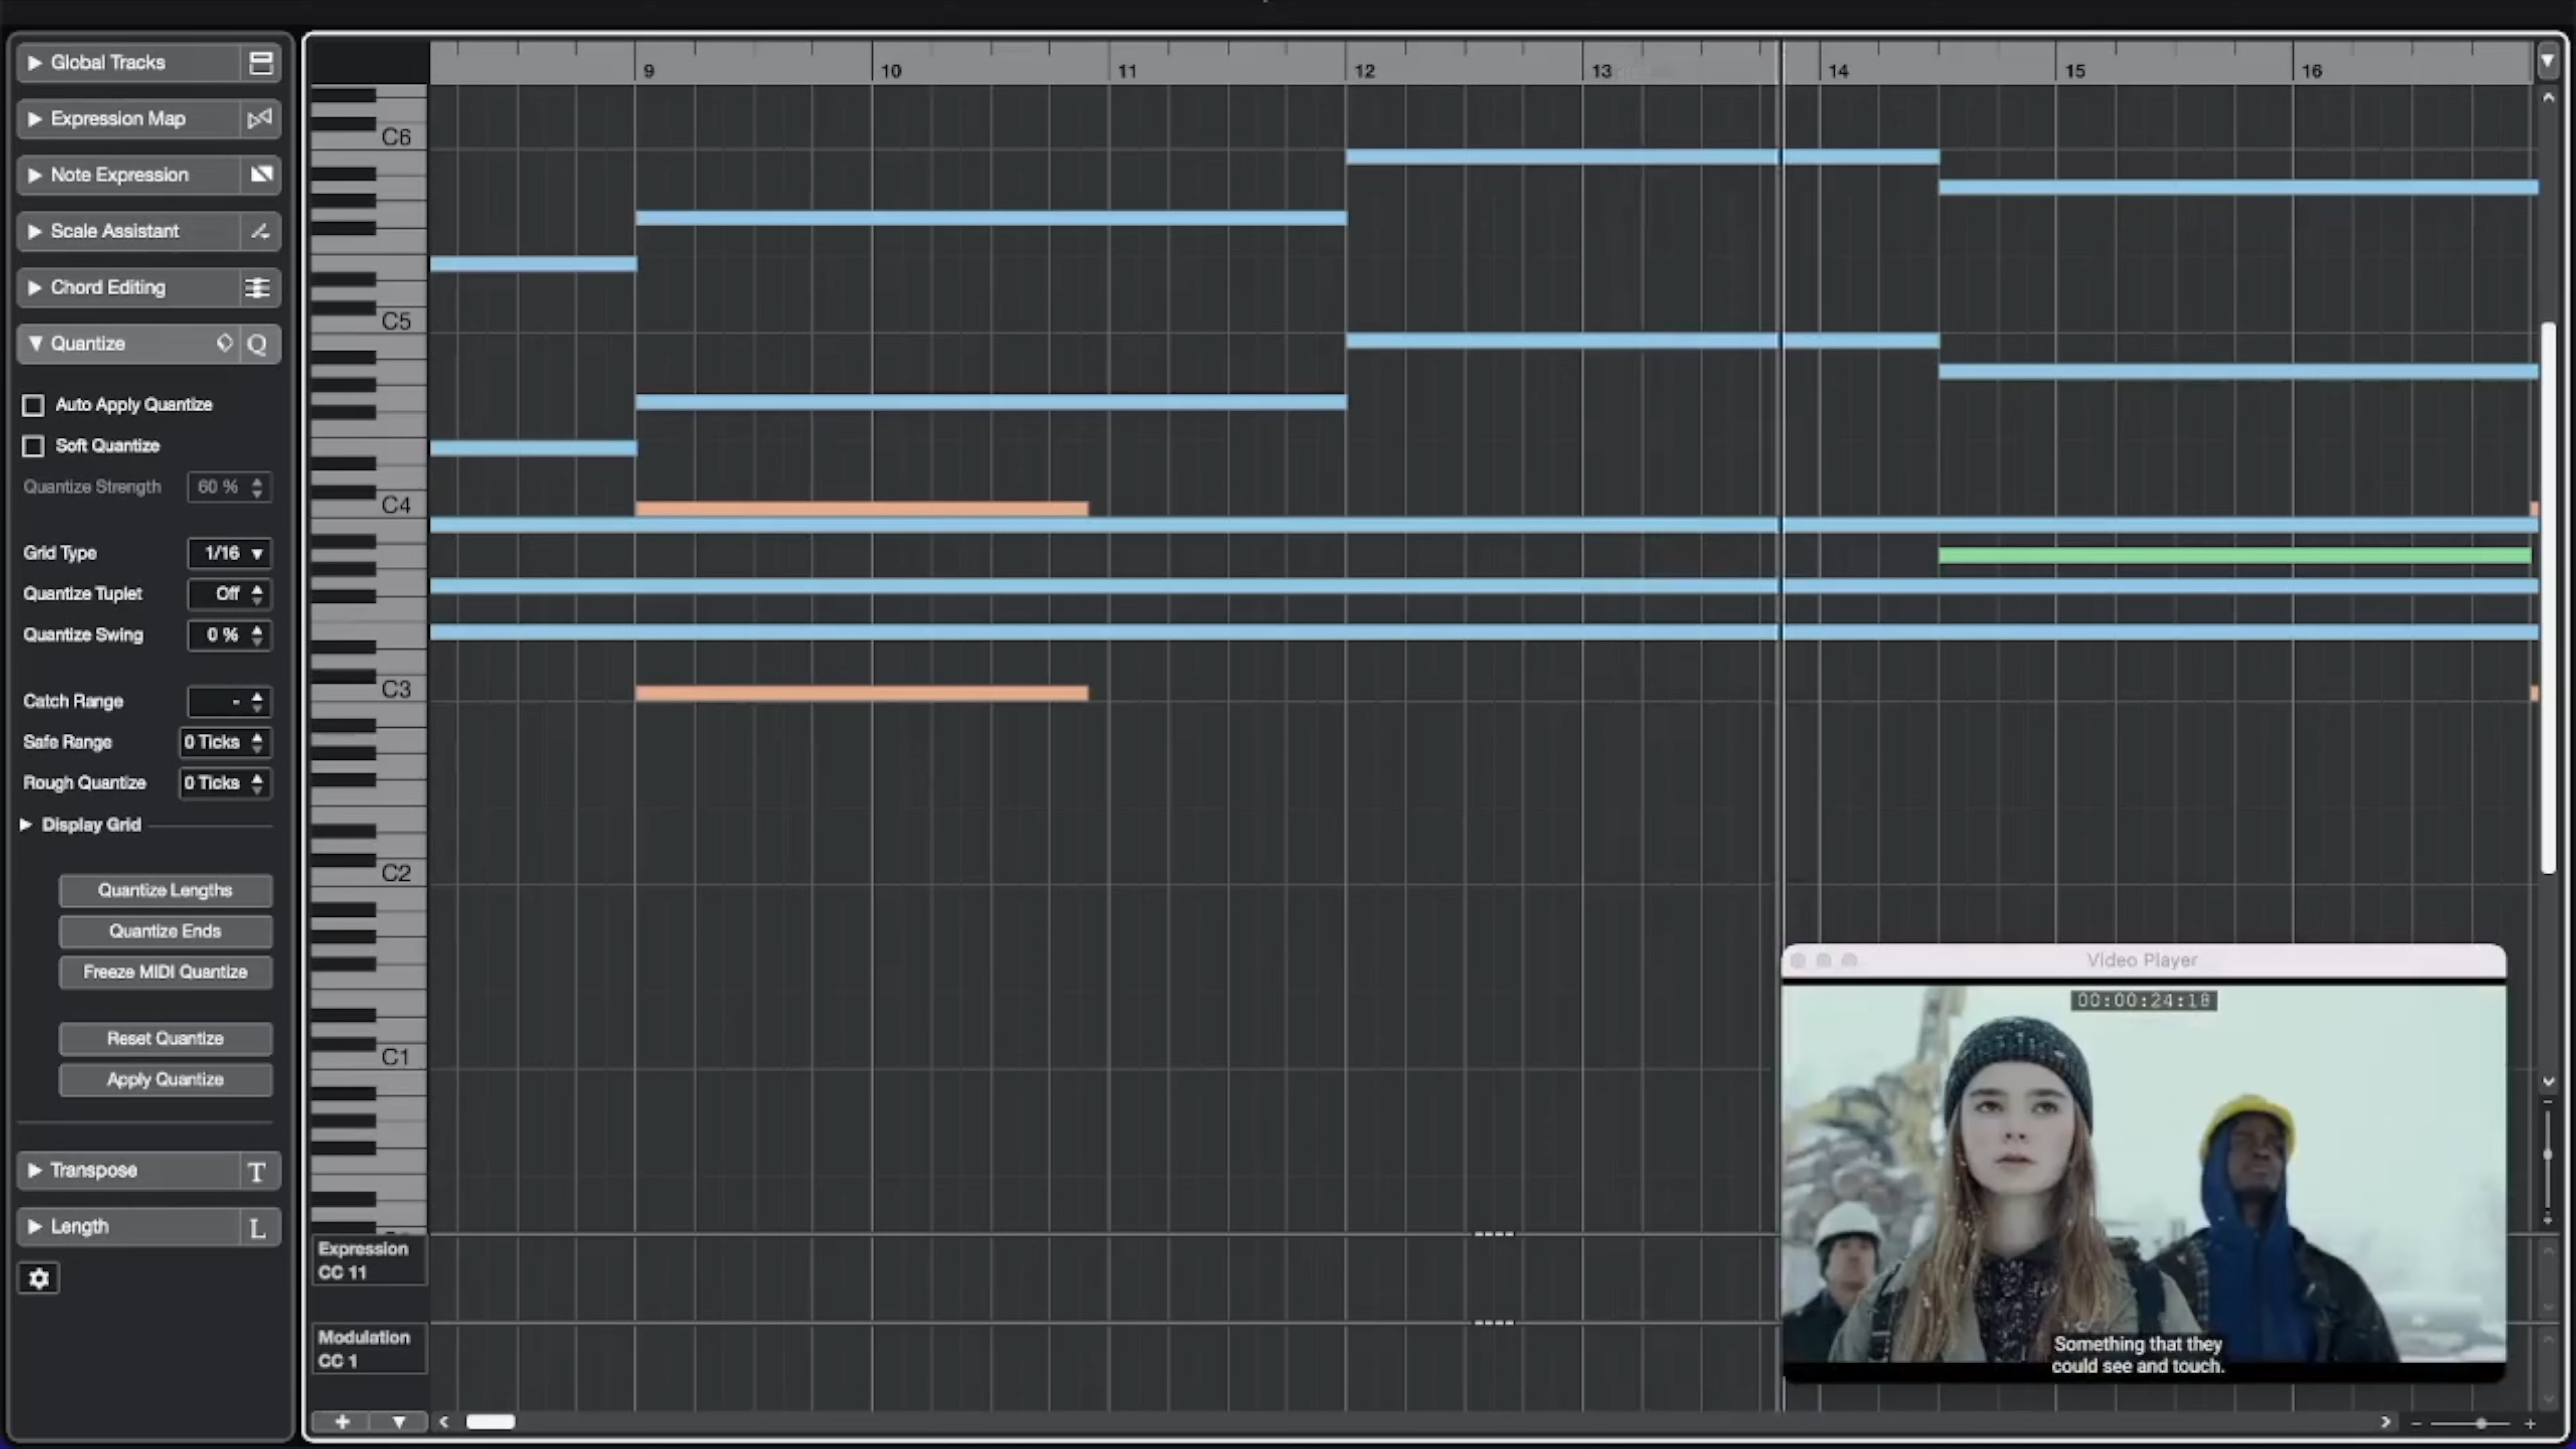 Global Tracks
Expression Map
Note Expression
Scale Assistant
Chord Editing
Quantize Q
Auto Apply Quantize
Soft Quantize
Quantize Strength 60 %
Grid Type 1/16
Quantize Tuplet Off
Quantize Swing 0 %
Catch Range -
Safe Range 0 Ticks
Rough Quantize 0 Ticks
Display Grid
Quantize Lengths
Quantize Ends
Freeze MIDI Quantize
Reset Quantize
Apply Quantize
Transpose T
Length L
9 10 11 12 13 14 15 16
C6
C5
C4
C3
C2
C1
Expression
CC 11
Modulation
CC 1
Video Player
00:00:24:18
Something that they
could see and touch.